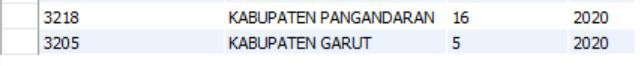 3218 KABUPATEN PANGANDARAN 16 2020
3205 KABUPATEN GARUT 5 2020